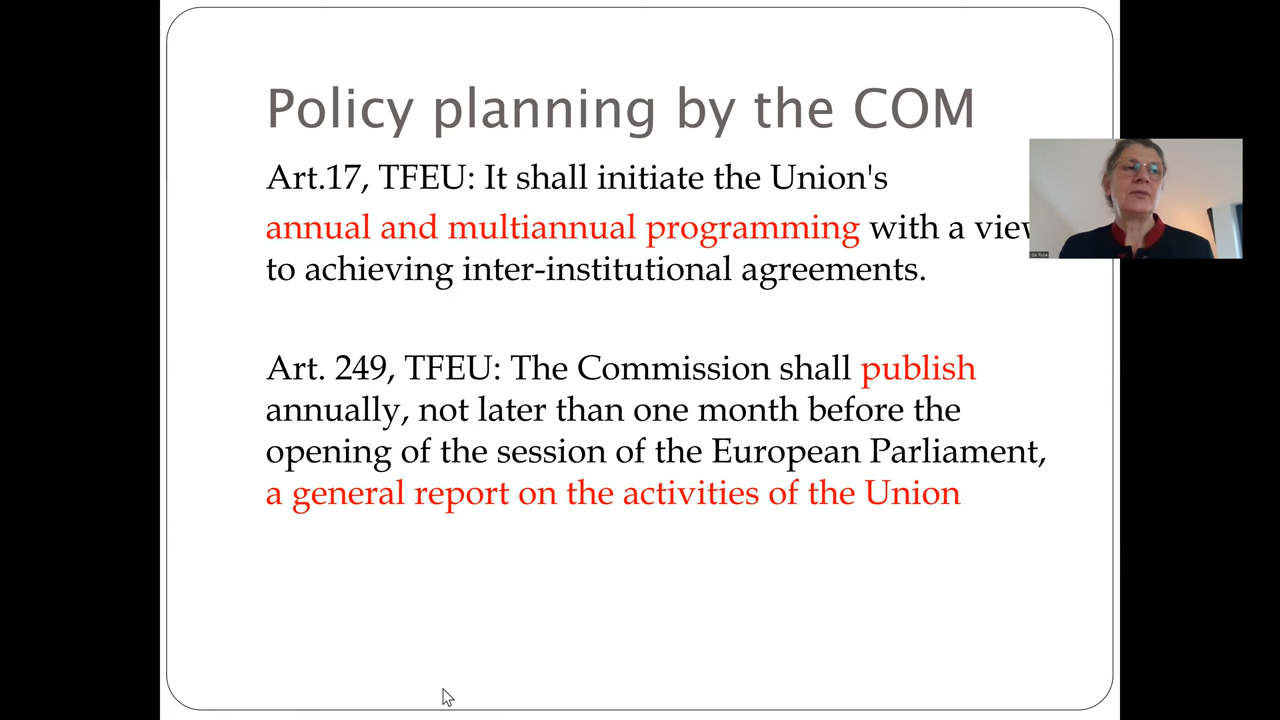 Policy planning by the COM
Art.17, TFEU: It shall initiate the Union's
annual and multiannual programming with a view
to achieving inter-institutional agreements.
Art. 249, TFEU: The Commission shall publish
annually, not later than one month before the
opening of the session of the European Parliament,
a general report on the activities of the Union